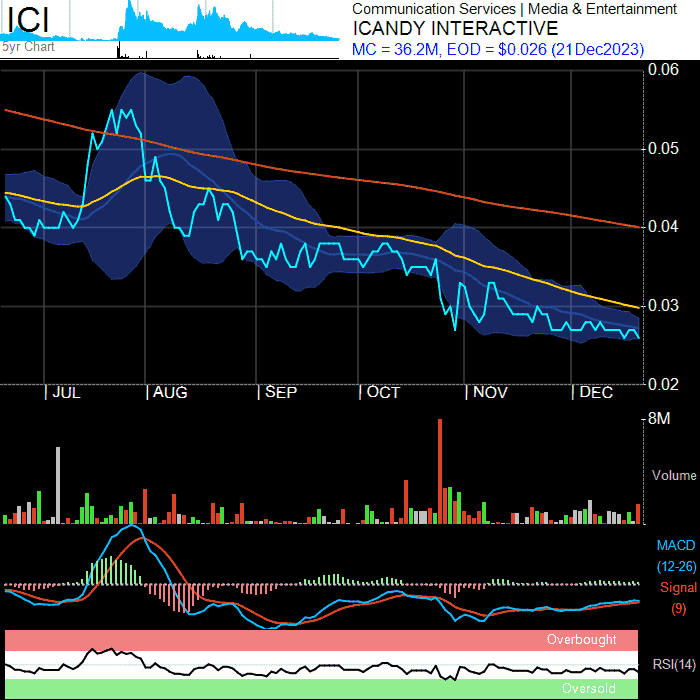 ICI
5yr Chart
Communication Services | Media & Entertainment
ICANDY INTERACTIVE
MC = 36.2M, EOD = $0.026 (21Dec2023)
0.06
0.05
0.04
0.03
0.02
| JUL | AUG | SEP | OCT | NOV | DEC
8M
Volume
MACD
(12-26)
Signal
(9)
Overbought
RSI(14)
Oversold